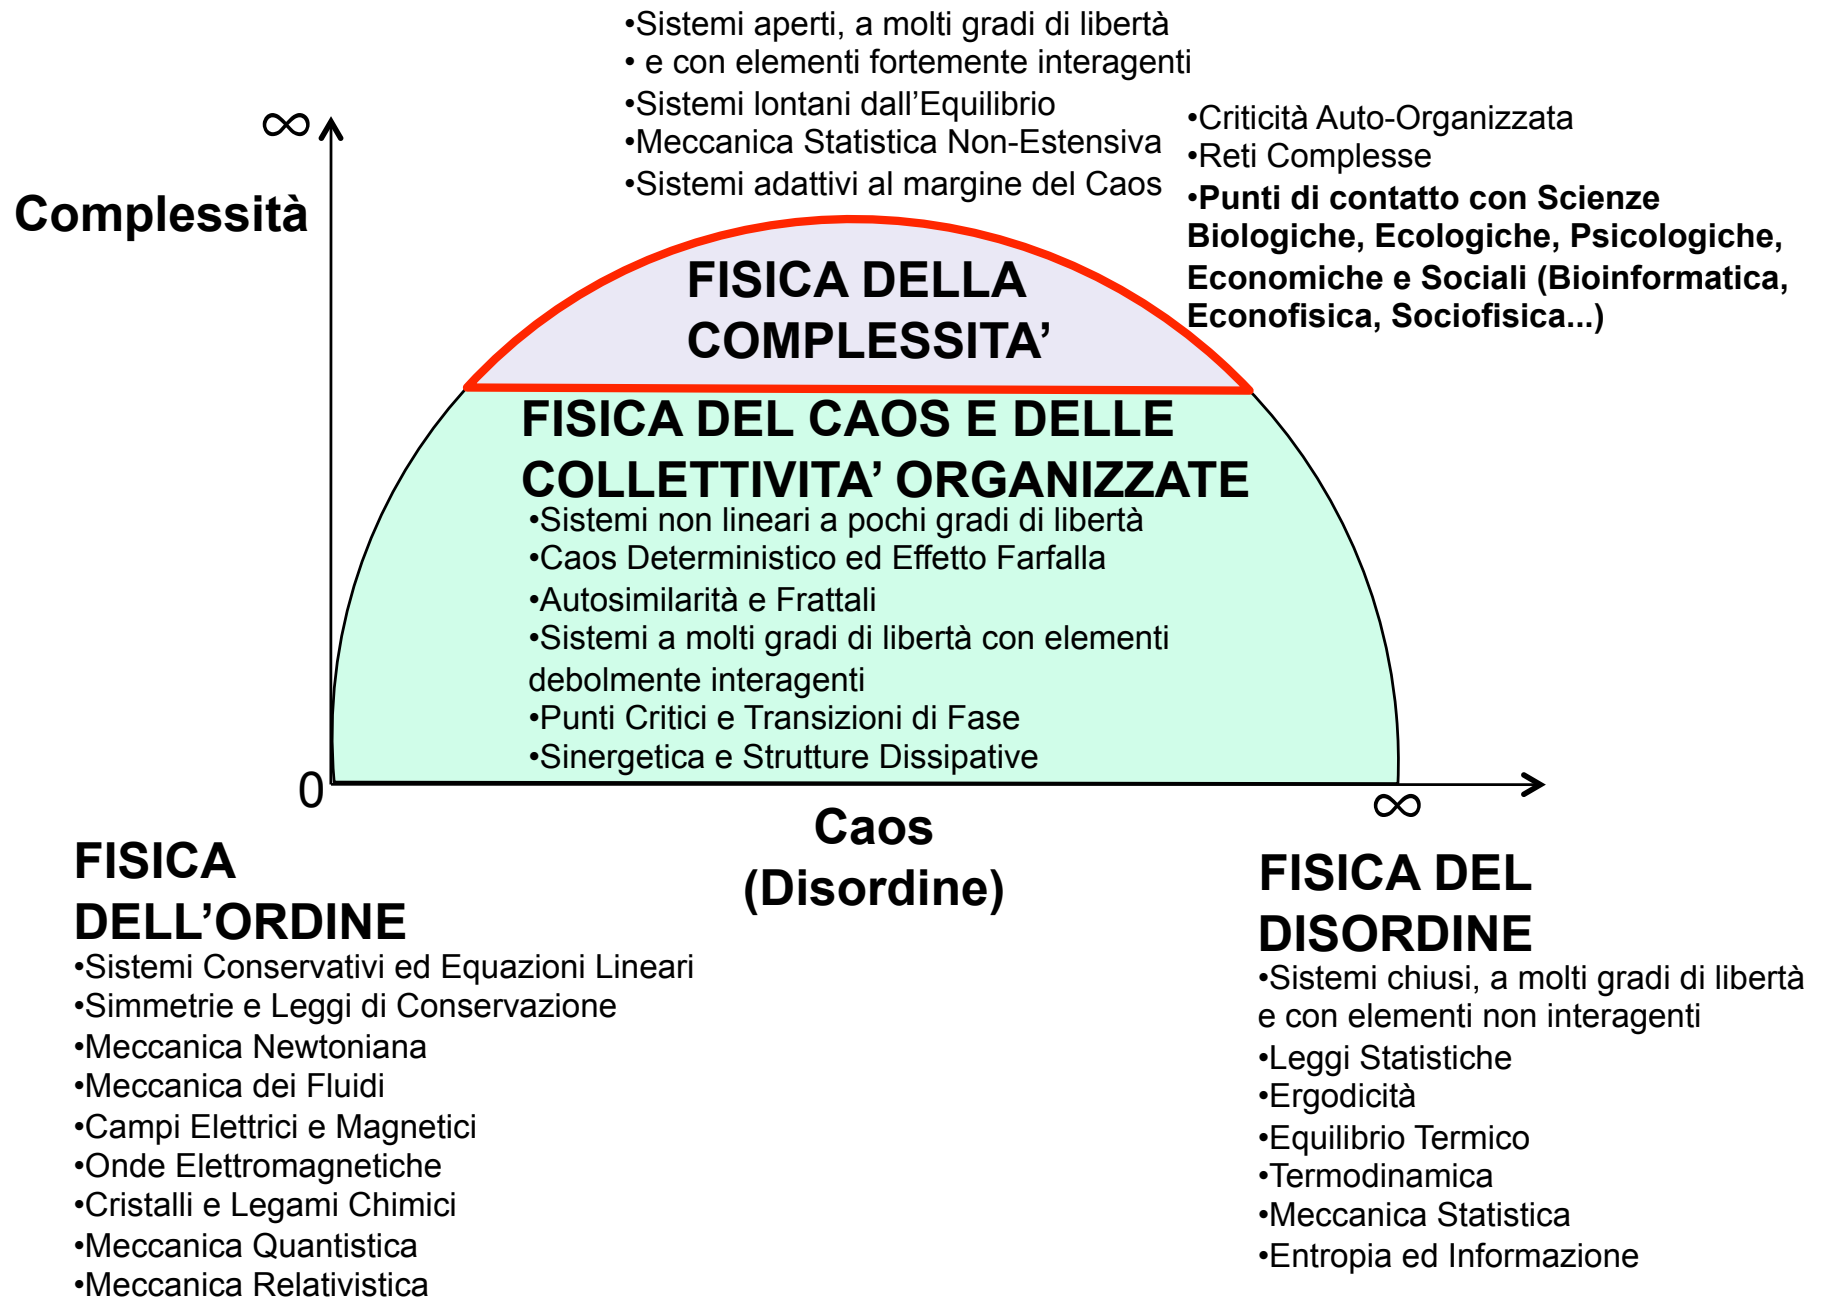 •Sistemi aperti, a molti gradi di libertà
• e con elementi fortemente interagenti
•Sistemi lontani dall'Equilibrio
•Meccanica Statistica Non-Estensiva
•Sistemi adattivi al margine del Caos
•Criticità Auto-Organizzata
•Reti Complesse
•Punti di contatto con Scienze
Biologiche, Ecologiche, Psicologiche,
Economiche e Sociali (Bioinformatica,
Econofisica, Sociofisica...)
∞
Complessità
FISICA DELLA
COMPLESSITA’
FISICA DEL CAOS E DELLE
COLLETTIVITA’ ORGANIZZATE
•Sistemi non lineari a pochi gradi di libertà
•Caos Deterministico ed Effetto Farfalla
•Autosimilarità e Frattali
•Sistemi a molti gradi di libertà con elementi
debolmente interagenti
•Punti Critici e Transizioni di Fase
•Sinergetica e Strutture Dissipative
0
∞
Caos
(Disordine)
FISICA
DELL’ORDINE
•Sistemi Conservativi ed Equazioni Lineari
•Simmetrie e Leggi di Conservazione
•Meccanica Newtoniana
•Meccanica dei Fluidi
•Campi Elettrici e Magnetici
•Onde Elettromagnetiche
•Cristalli e Legami Chimici
•Meccanica Quantistica
•Meccanica Relativistica
FISICA DEL
DISORDINE
•Sistemi chiusi, a molti gradi di libertà
e con elementi non interagenti
•Leggi Statistiche
•Ergodicità
•Equilibrio Termico
•Termodinamica
•Meccanica Statistica
•Entropia ed Informazione